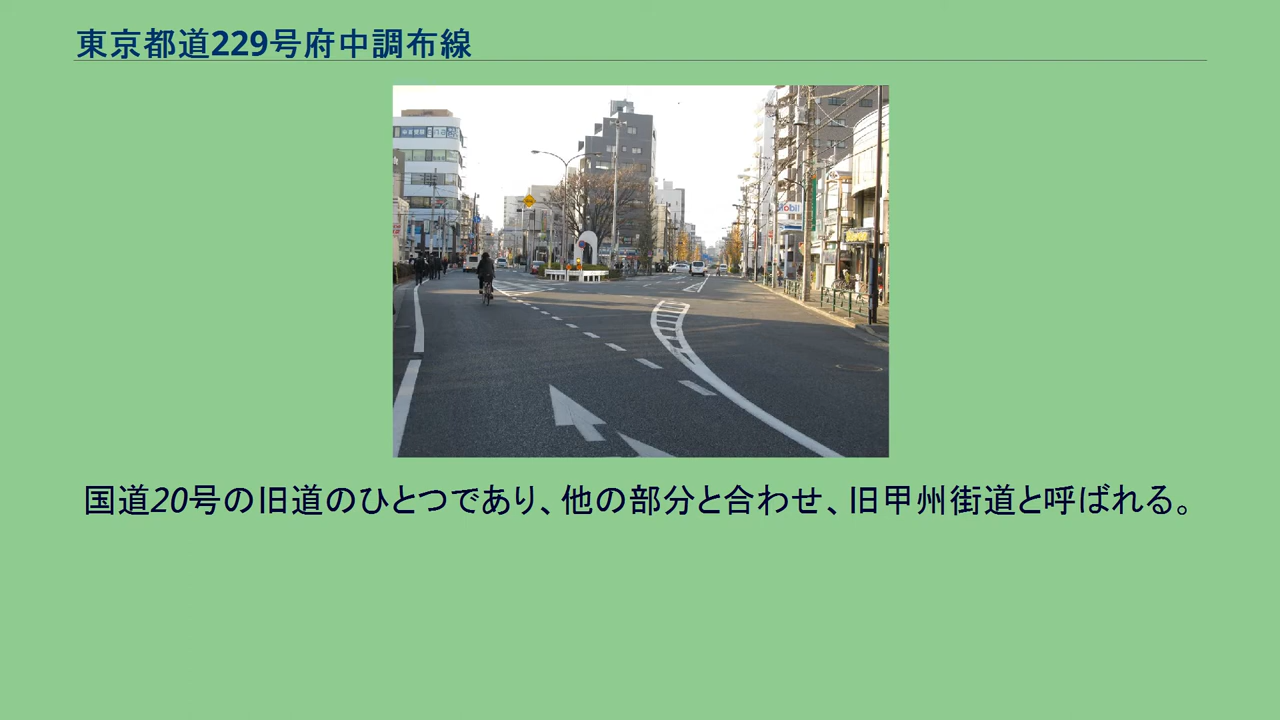 東京都道229号府中調布線
Mobil
国道20号の旧道のひとつであり、他の部分と合わせ、旧甲州街道と呼ばれる。